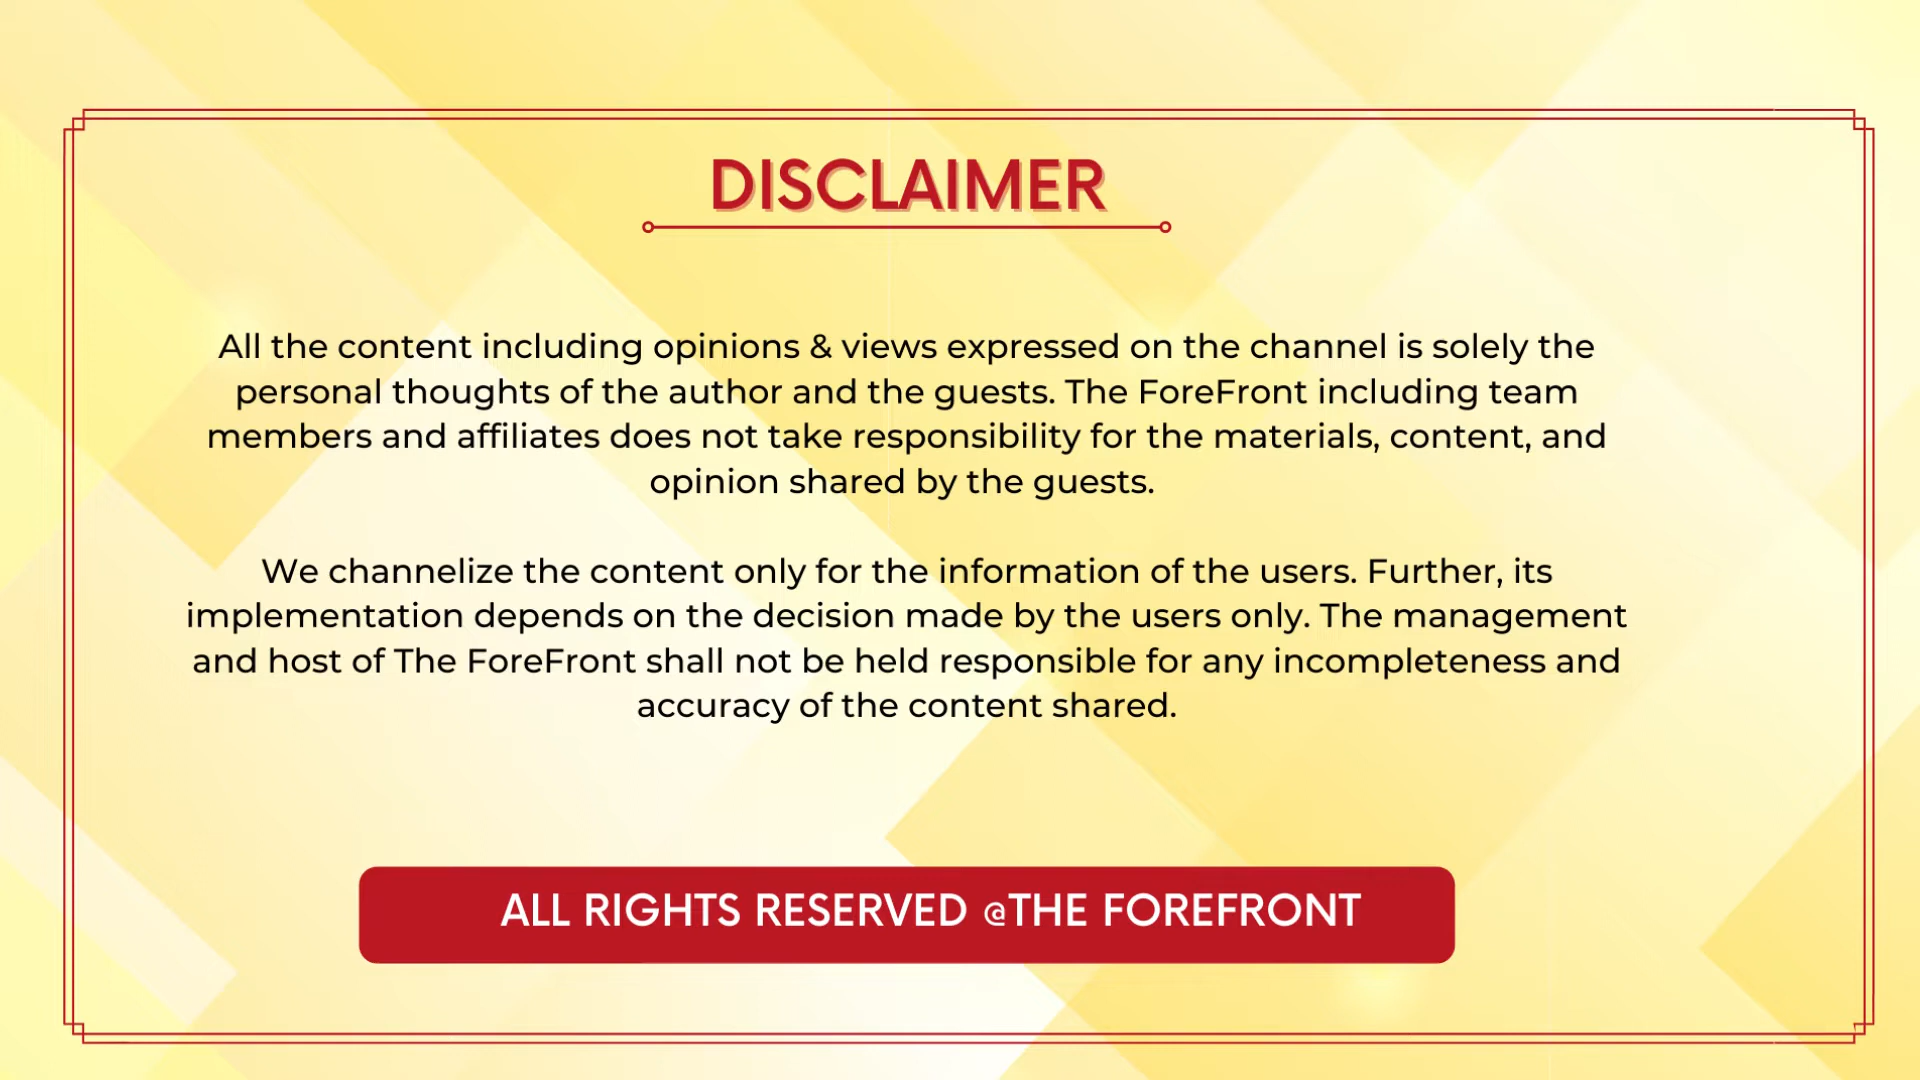 DISCLAIMER
All the content including opinions & views expressed on the channel is solely the
personal thoughts of the author and the guests. The ForeFront including team
members and affiliates does not take responsibility for the materials, content, and
opinion shared by the guests.
We channelize the content only for the information of the users. Further, its
implementation depends on the decision made by the users only. The management
and host of The ForeFront shall not be held responsible for any incompleteness and
accuracy of the content shared.
ALL RIGHTS RESERVED @THE FOREFRONT